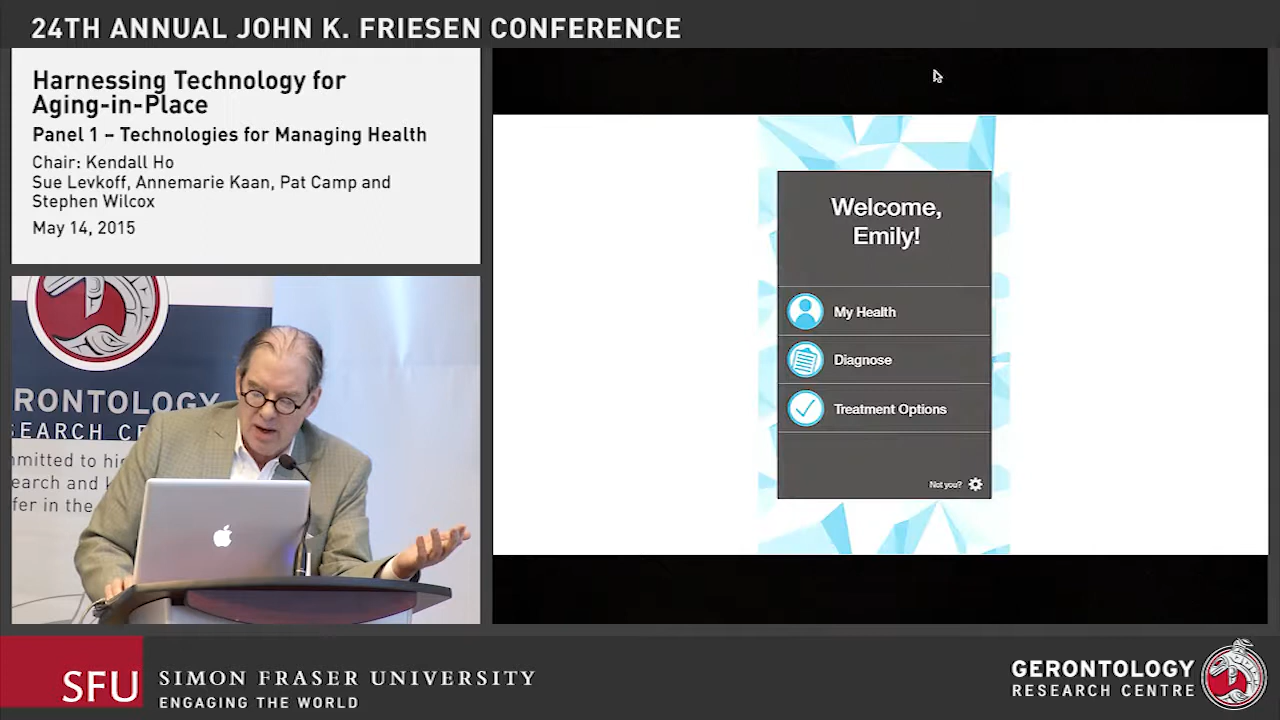 24TH ANNUAL JOHN K. FRIESEN CONFERENCE
Harnessing Technology for
Aging-in-Place
Panel 1 – Technologies for Managing Health
Chair: Kendall Ho
Sue Levkoff, Annemarie Kaan, Pat Camp and
Stephen Wilcox
May 14, 2015
Welcome,
Emily!
My Health
Diagnose
Treatment Options
Not you?
RONTOLOGY
EARCH CE
mmitted to hig
earch and k
fer in the
SFU
SIMON FRASER UNIVERSITY
ENGAGING THE WORLD
GERONTOLOGY
RESEARCH CENTRE